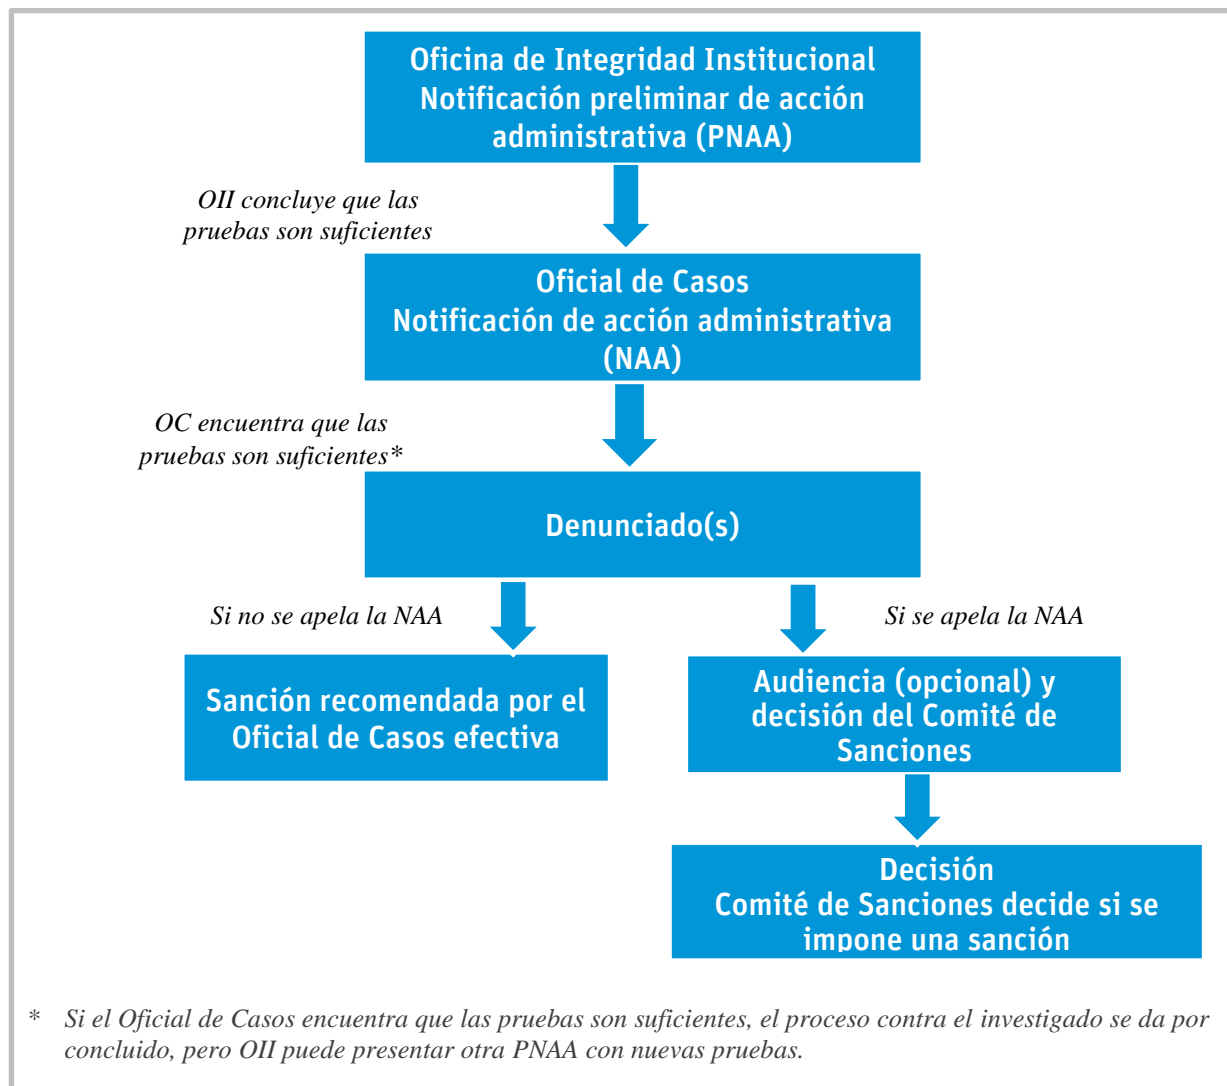 Oficina de Integridad Institucional
Notificación preliminar de acción
administrativa (PNAA)
OII concluye que las
pruebas son suficientes
Oficial de Casos
Notificación de acción administrativa
(NAA)
OC encuentra que las
pruebas son suficientes*
Denunciado(s)
Si no se apela la NAA
Si se apela la NAA
Sanción recomendada por el
Oficial de Casos efectiva
Audiencia (opcional) y
decisión del Comité de
Sanciones
Decisión
Comité de Sanciones decide si se
impone una sanción
* Si el Oficial de Casos encuentra que las pruebas son suficientes, el proceso contra el investigado se da por
concluido, pero OII puede presentar otra PNAA con nuevas pruebas.